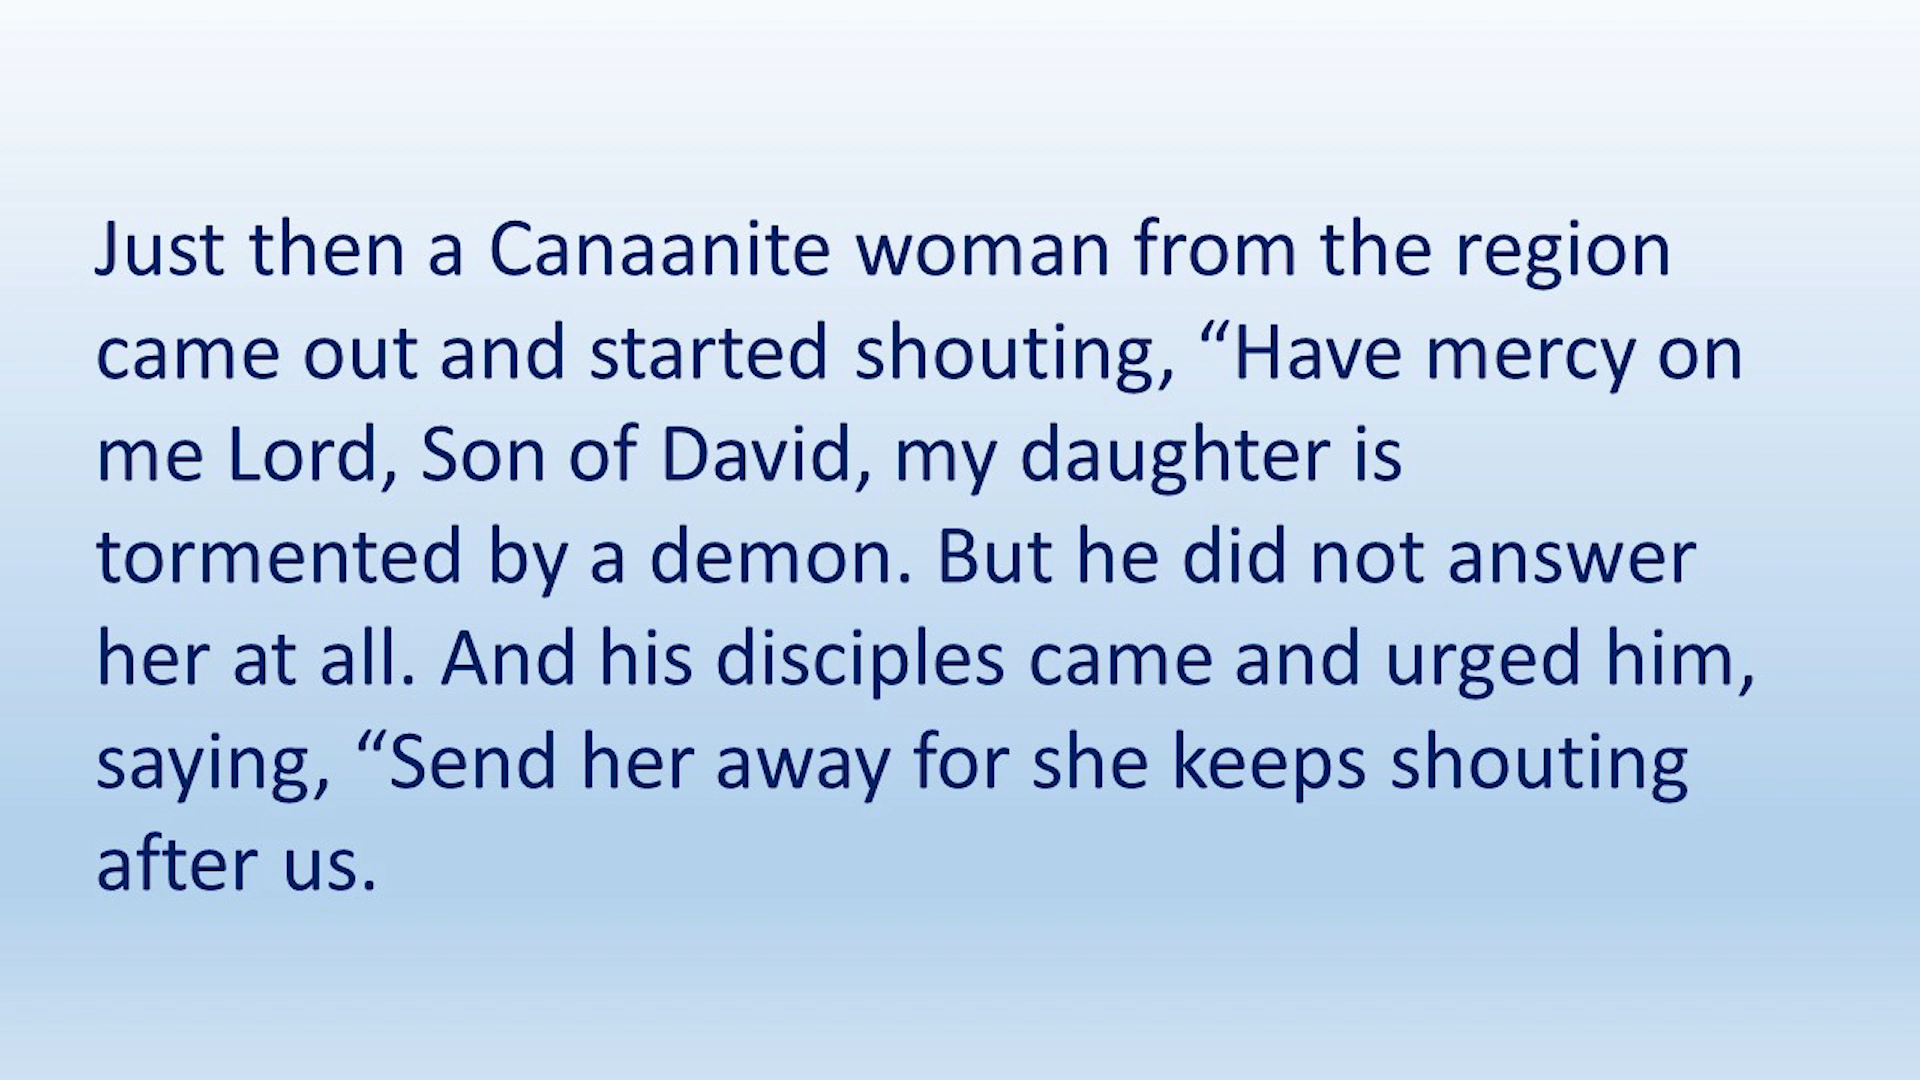 Just then a Canaanite woman from the region
came out and started shouting, “Have mercy on
me Lord, Son of David, my daughter is
tormented by a demon. But he did not answer
her at all. And his disciples came and urged him,
saying, “Send her away for she keeps shouting
after us.